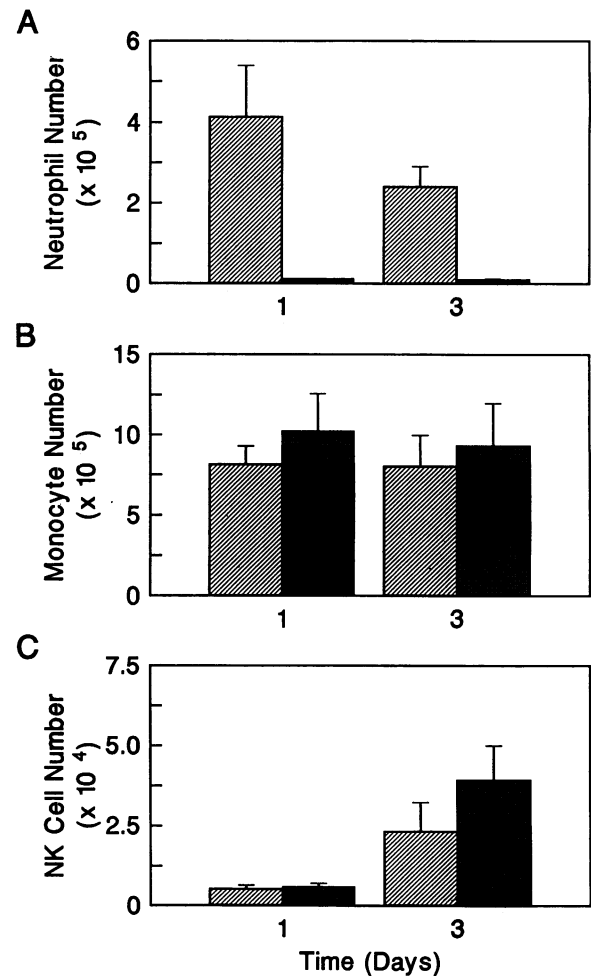 A
Neutrophil Number
(x 10 5)
6
4
2
0
1
3
B
Monocyte Number
(x 10 5)
15
10
5
0
1
3
C
NK Cell Number
(x 10 4)
7.5
5.0
2.5
0
1
3
Time (Days)